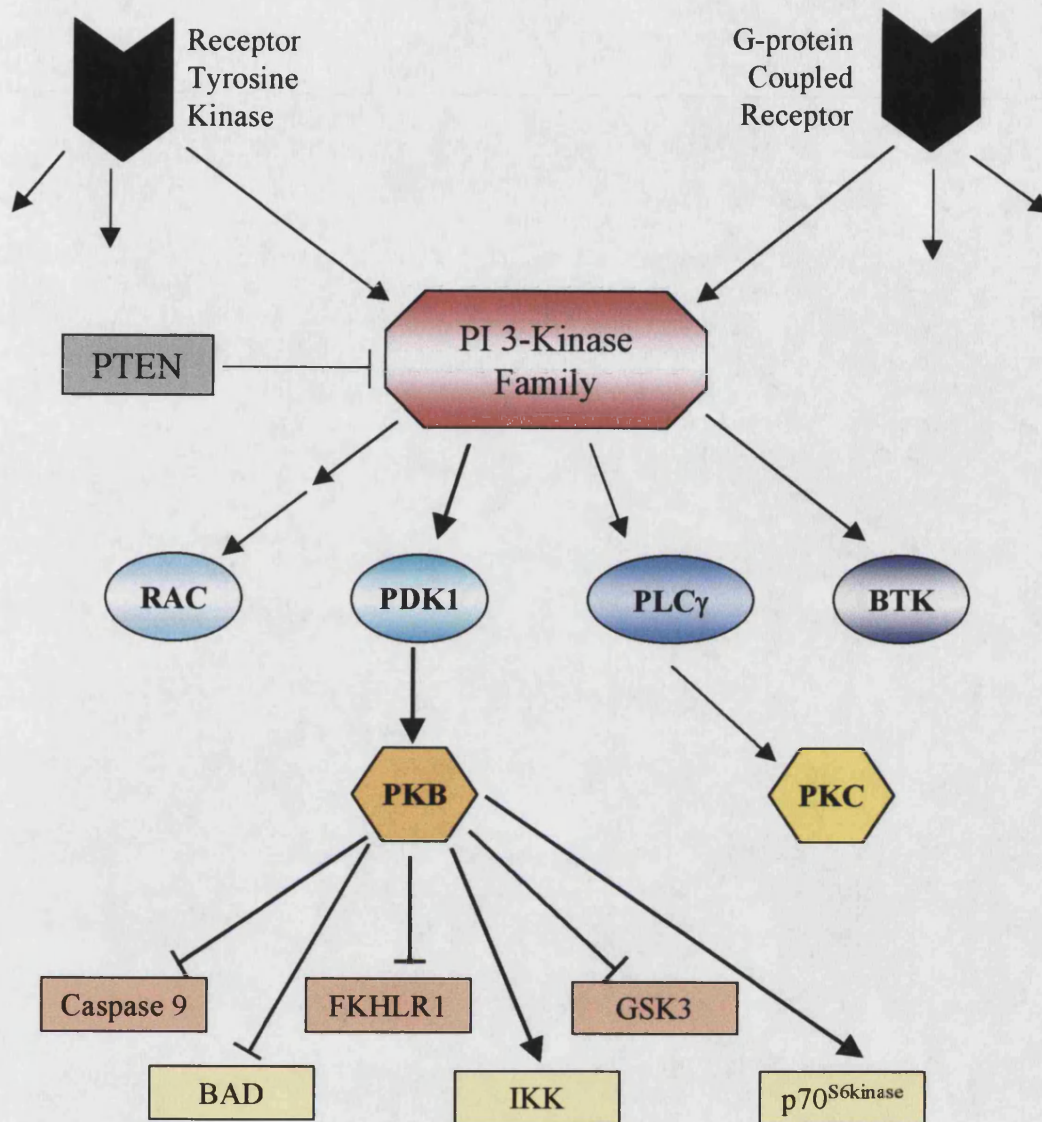 Receptor
Tyrosine
Kinase
G-protein
Coupled
Receptor
PTEN
PI 3-Kinase
Family
RAC
PDK1
PLCγ
BTK
PKB
PKC
Caspase 9
FKHLR1
GSK3
BAD
IKK
p70S6kinase